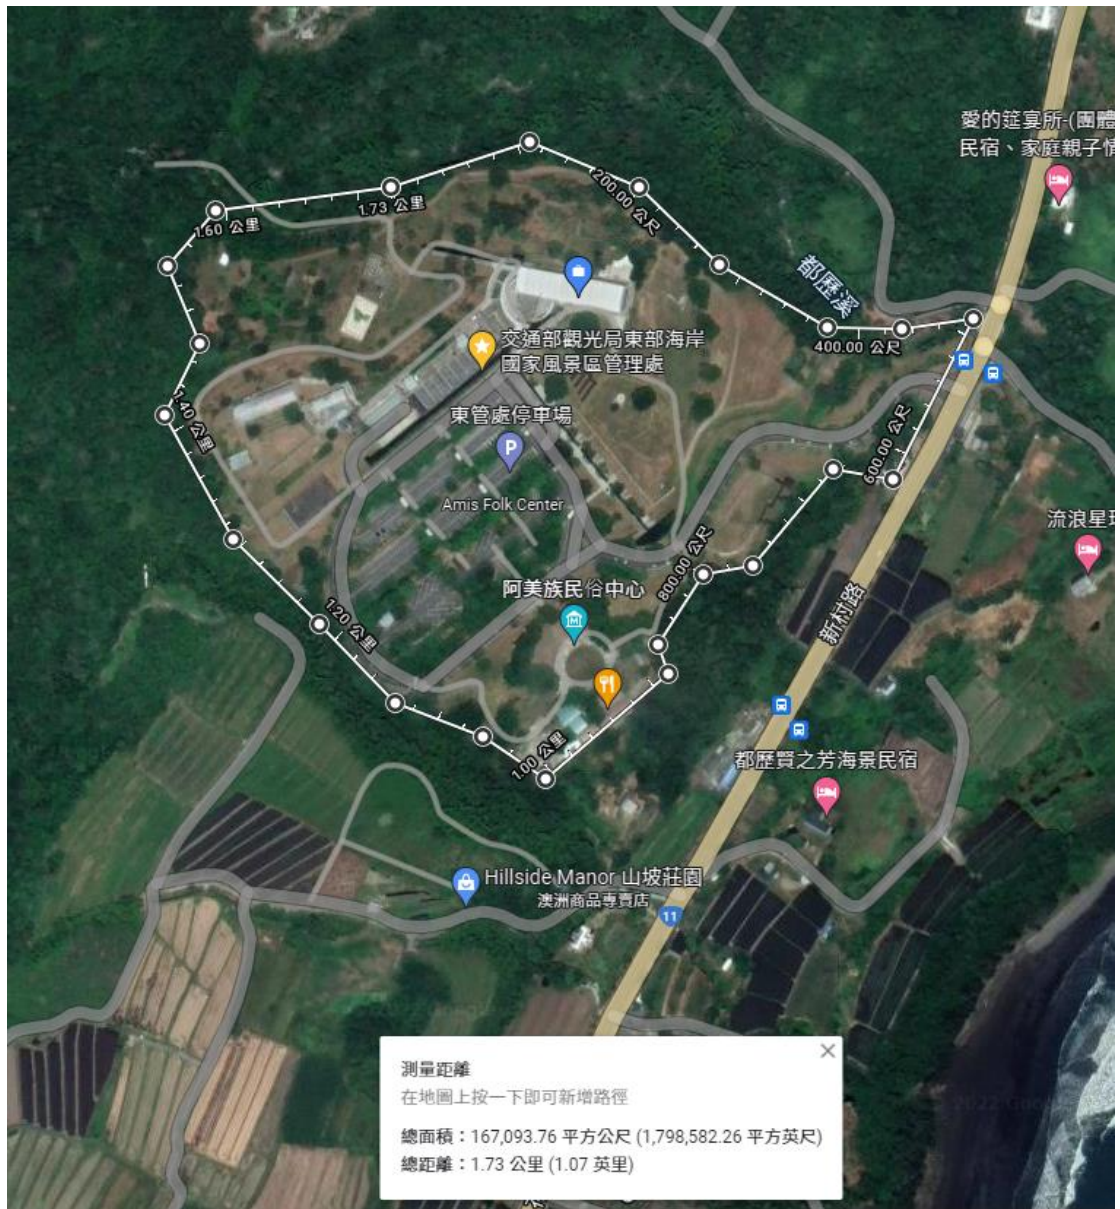 愛的筵宴所-(團體
民宿、家庭親子情
200.00 公尺
1.73 公里
1.60 公里
都歷溪
400.00 公尺
交通部觀光局東部海岸
國家風景區管理處
1.40 公里
東管處停車場
P
600.00 公尺
Amis Folk Center
流浪星球
800.00 公尺
阿美族民俗中心
M
1.20 公里
新村路
1.00 公里
都歷賢之芳海景民宿
Hillside Manor 山坡莊園
澳洲商品專賣店
11
測量距離
在地圖上按一下即可新增路徑
總面積：167,093.76 平方公尺 (1,798,582.26 平方英尺)
總距離：1.73 公里 (1.07 英里)